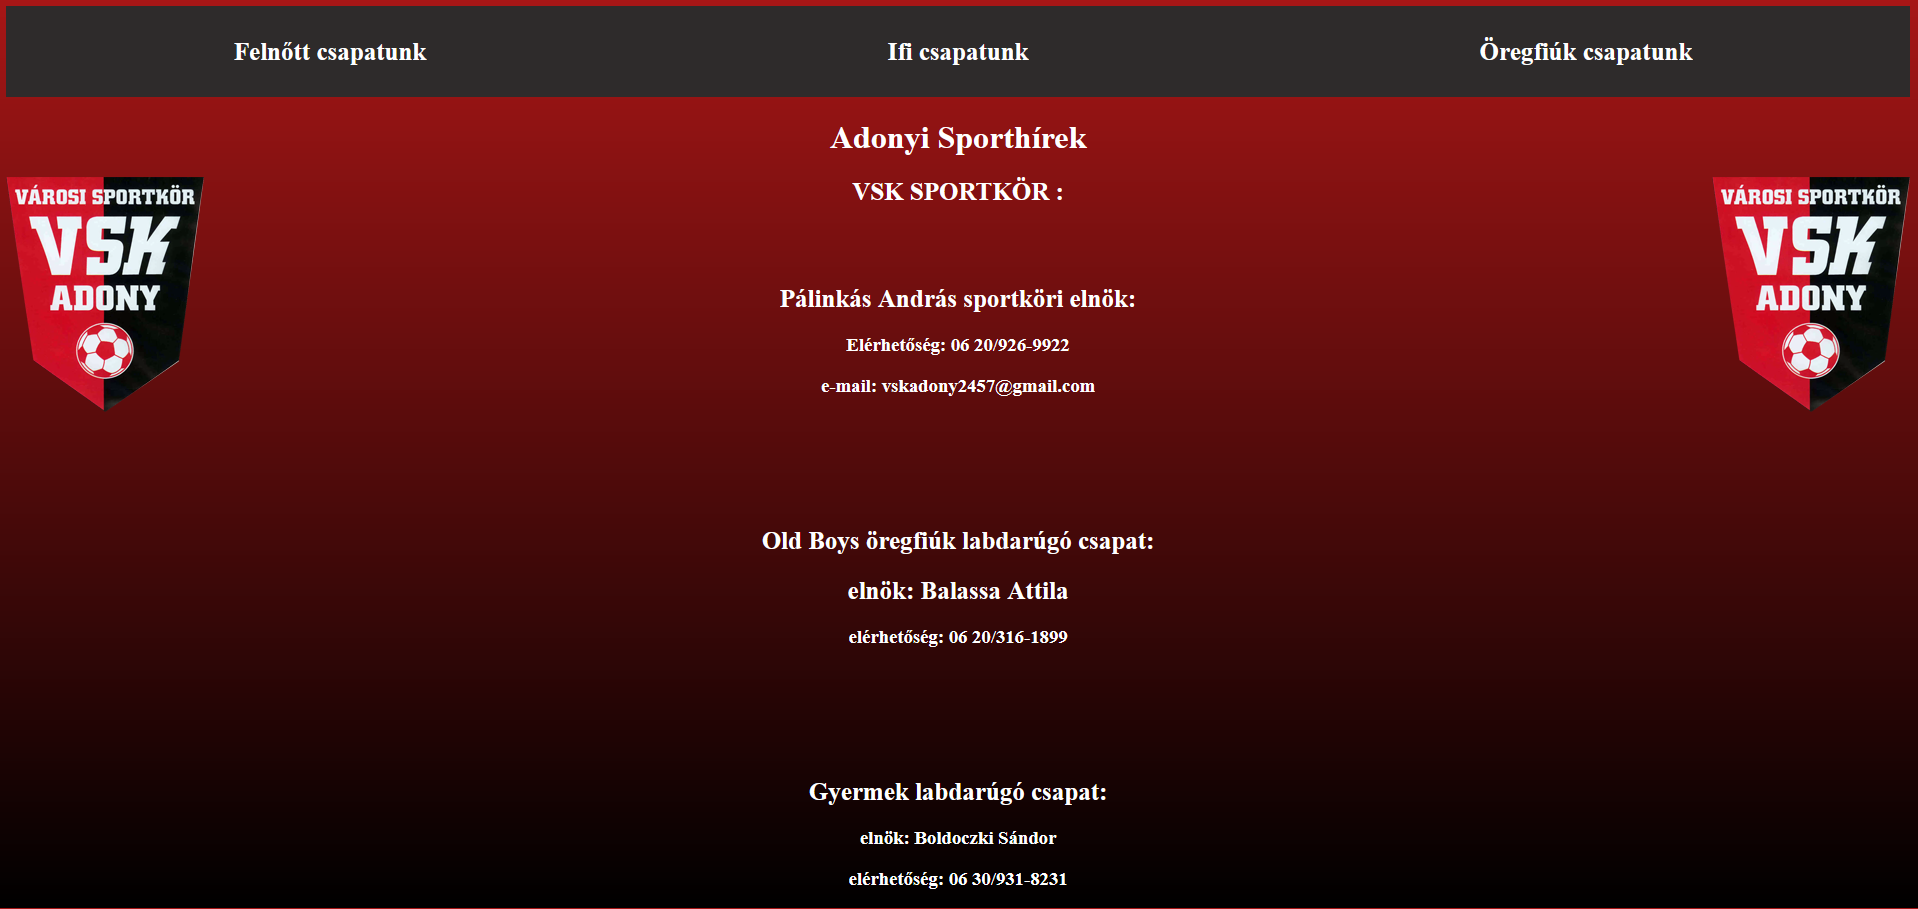 Felnőtt csapatunk
Ifi csapatunk
Öregfiúk csapatunk
Adonyi Sporthírek
VSK SPORTKÖR :
VÁROSI SPORTKÖR
VSK
ADONY
VÁROSI SPORTKÖR
VSK
ADONY
Pálinkás András sportköri elnök:
Elérhetőség: 06 20/926-9922
e-mail: vskadony2457@gmail.com
Old Boys öregfiúk labdarúgó csapat:
elnök: Balassa Attila
elérhetőség: 06 20/316-1899
Gyermek labdarúgó csapat:
elnök: Boldoczki Sándor
elérhetőség: 06 30/931-8231